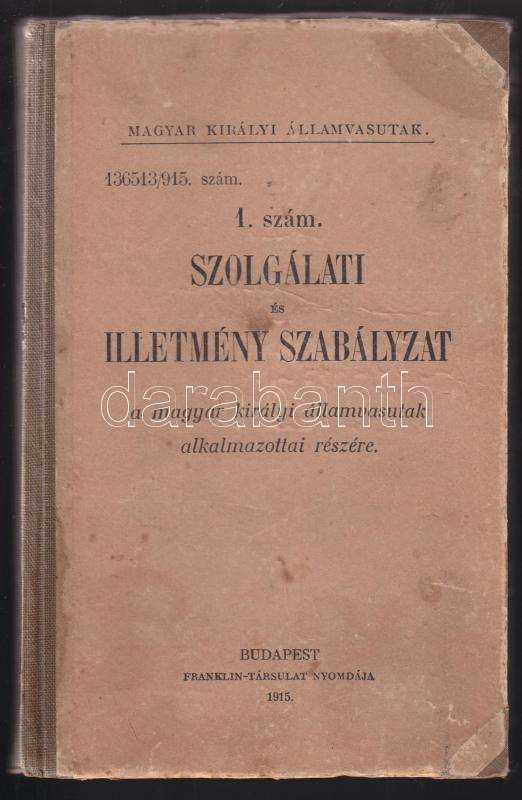 MAGYAR KIRÁLYI ÁLLAMVASUTAK.
136513/915. szám.
1. szám.
SZOLGÁLATI
ÉS
ILLETMÉNY SZABÁLYZAT
darabanth
a magyar királyi államvasutak
alkalmazottai részére.
BUDAPEST
FRANKLIN-TÁRSULAT NYOMDÁJA
1915.